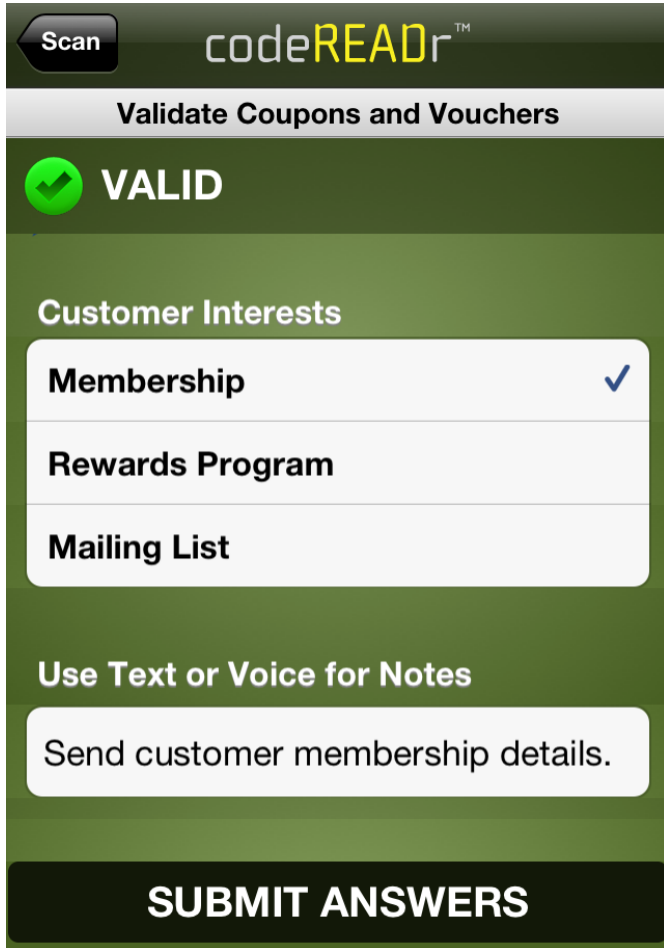 Scan
codeREADr™
Validate Coupons and Vouchers
VALID
Customer Interests
Membership
Rewards Program
Mailing List
Use Text or Voice for Notes
Send customer membership details.
SUBMIT ANSWERS